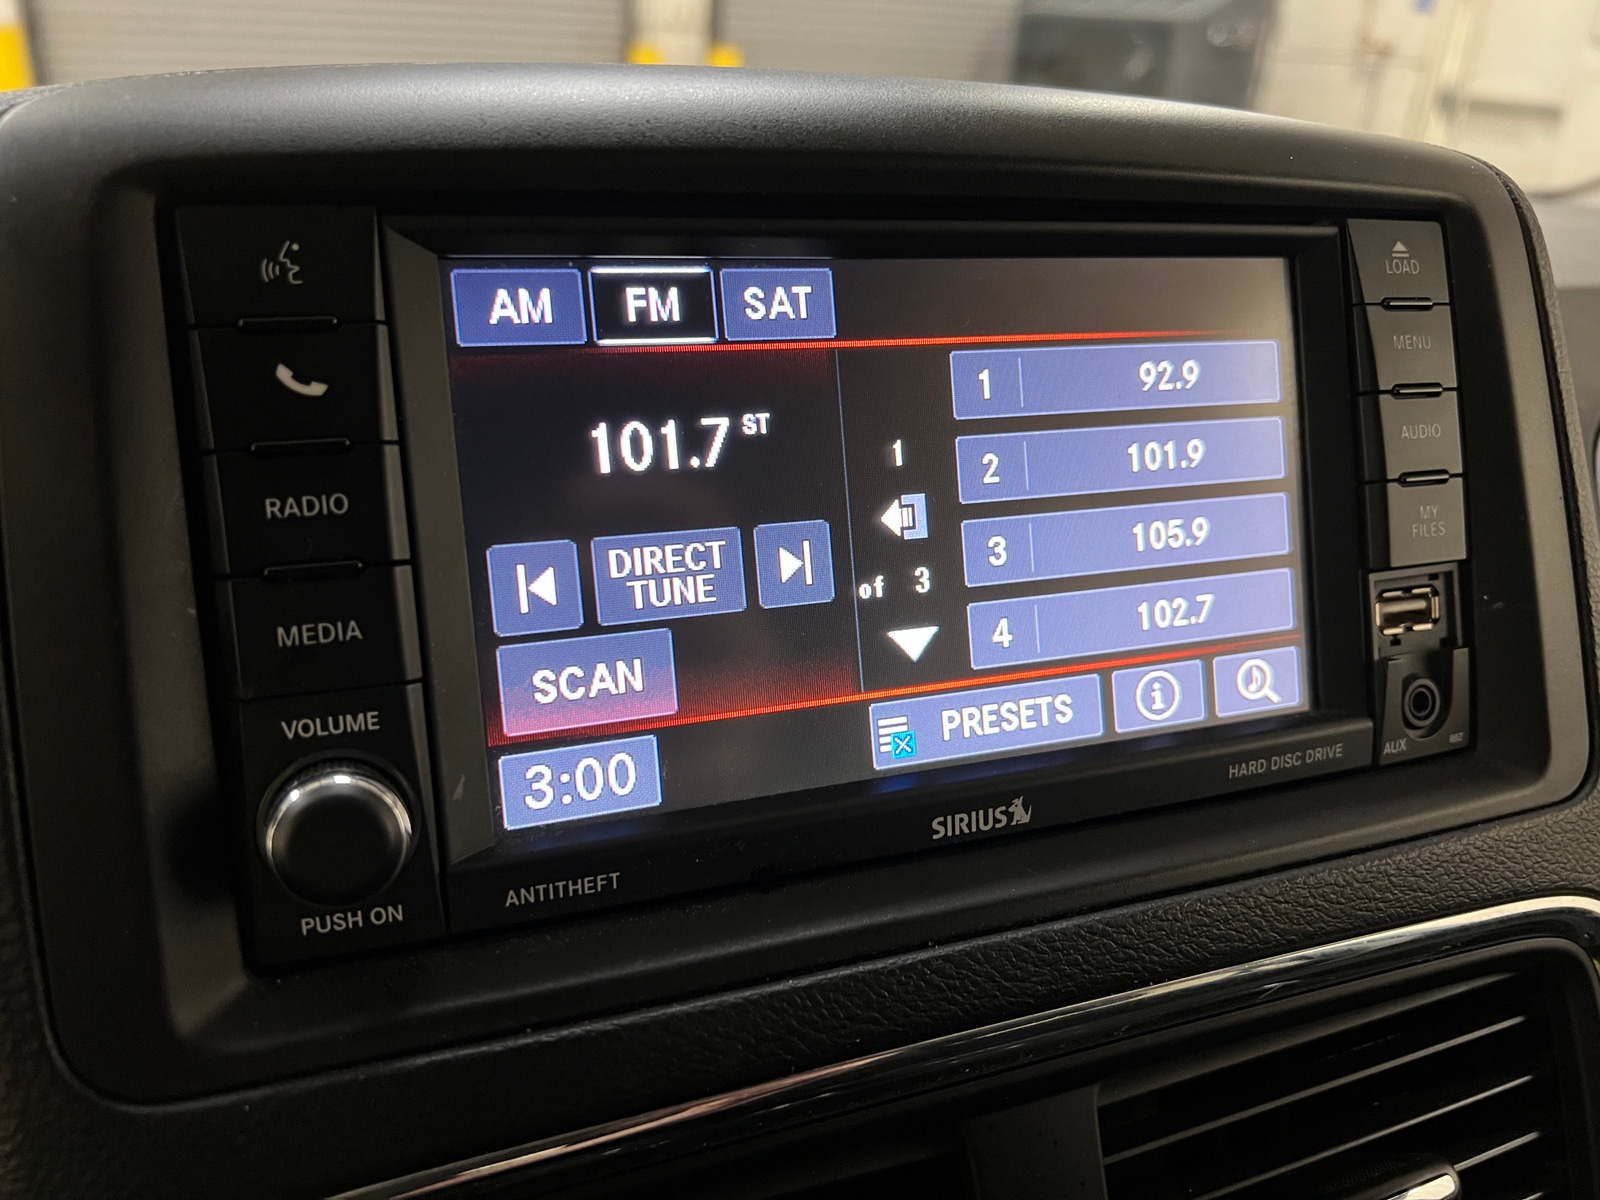 LOAD
AM FM SAT
MENU
1 92.9
101.7 ST
1
2 101.9
AUDIO
RADIO
DIRECT
TUNE
of 3
3 105.9
MY
FILES
MEDIA
4 102.7
SCAN
VOLUME
PRESETS
3:00
AUX
HARD DISC DRIVE
SIRIUS
ANTITHEFT
PUSH ON